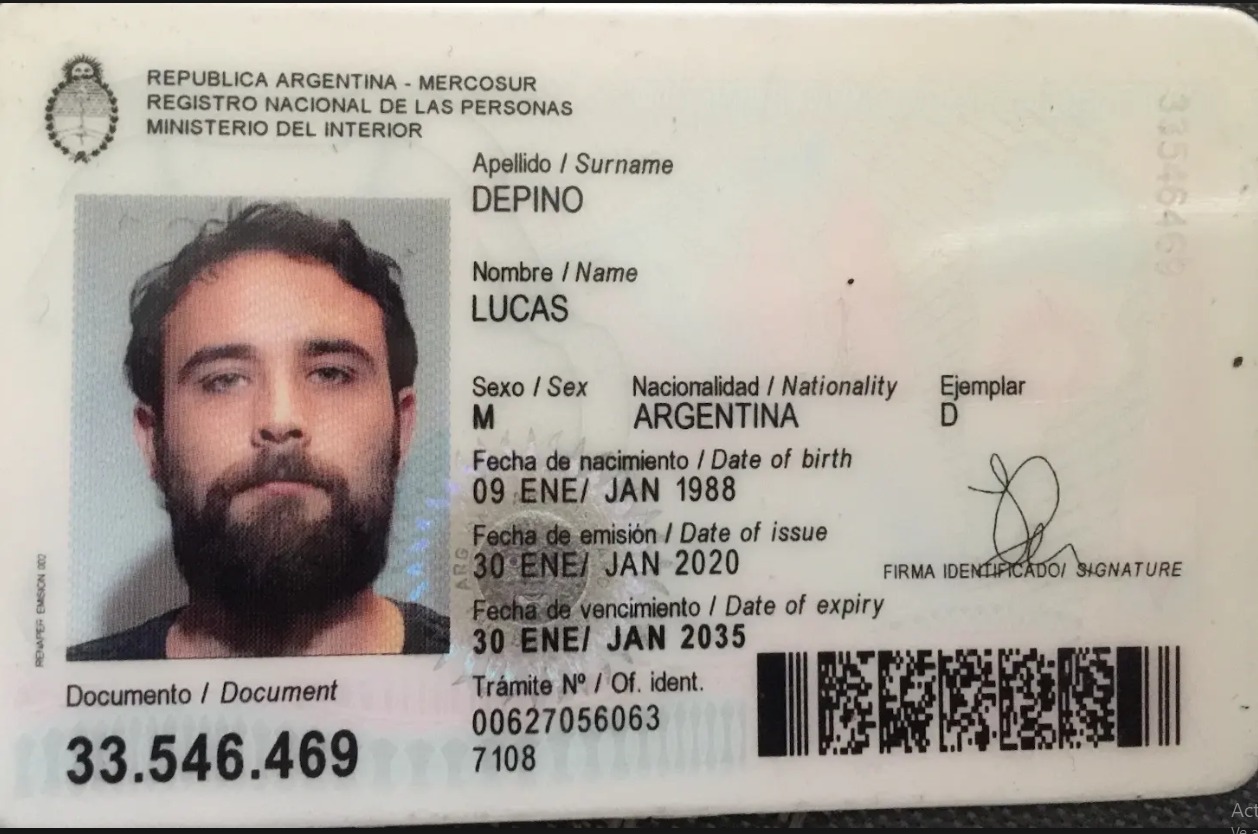 REPUBLICA ARGENTINA - MERCOSUR
REGISTRO NACIONAL DE LAS PERSONAS
MINISTERIO DEL INTERIOR
Apellido / Surname
DEPINO
Nombre / Name
LUCAS
Sexo / Sex Nacionalidad / Nationality Ejemplar
M ARGENTINA D
Fecha de nacimiento / Date of birth
09 ENE/ JAN 1988
Fecha de emisión / Date of issue
30 ENE/ JAN 2020
FIRMA IDENTIFICADO/ SIGNATURE
Fecha de vencimiento / Date of expiry
30 ENE/ JAN 2035
Trámite Nº / Of. ident.
00627056063
7108
Documento / Document
33.546.469
RENAPER EMISION 002
ARG
33546469
Act